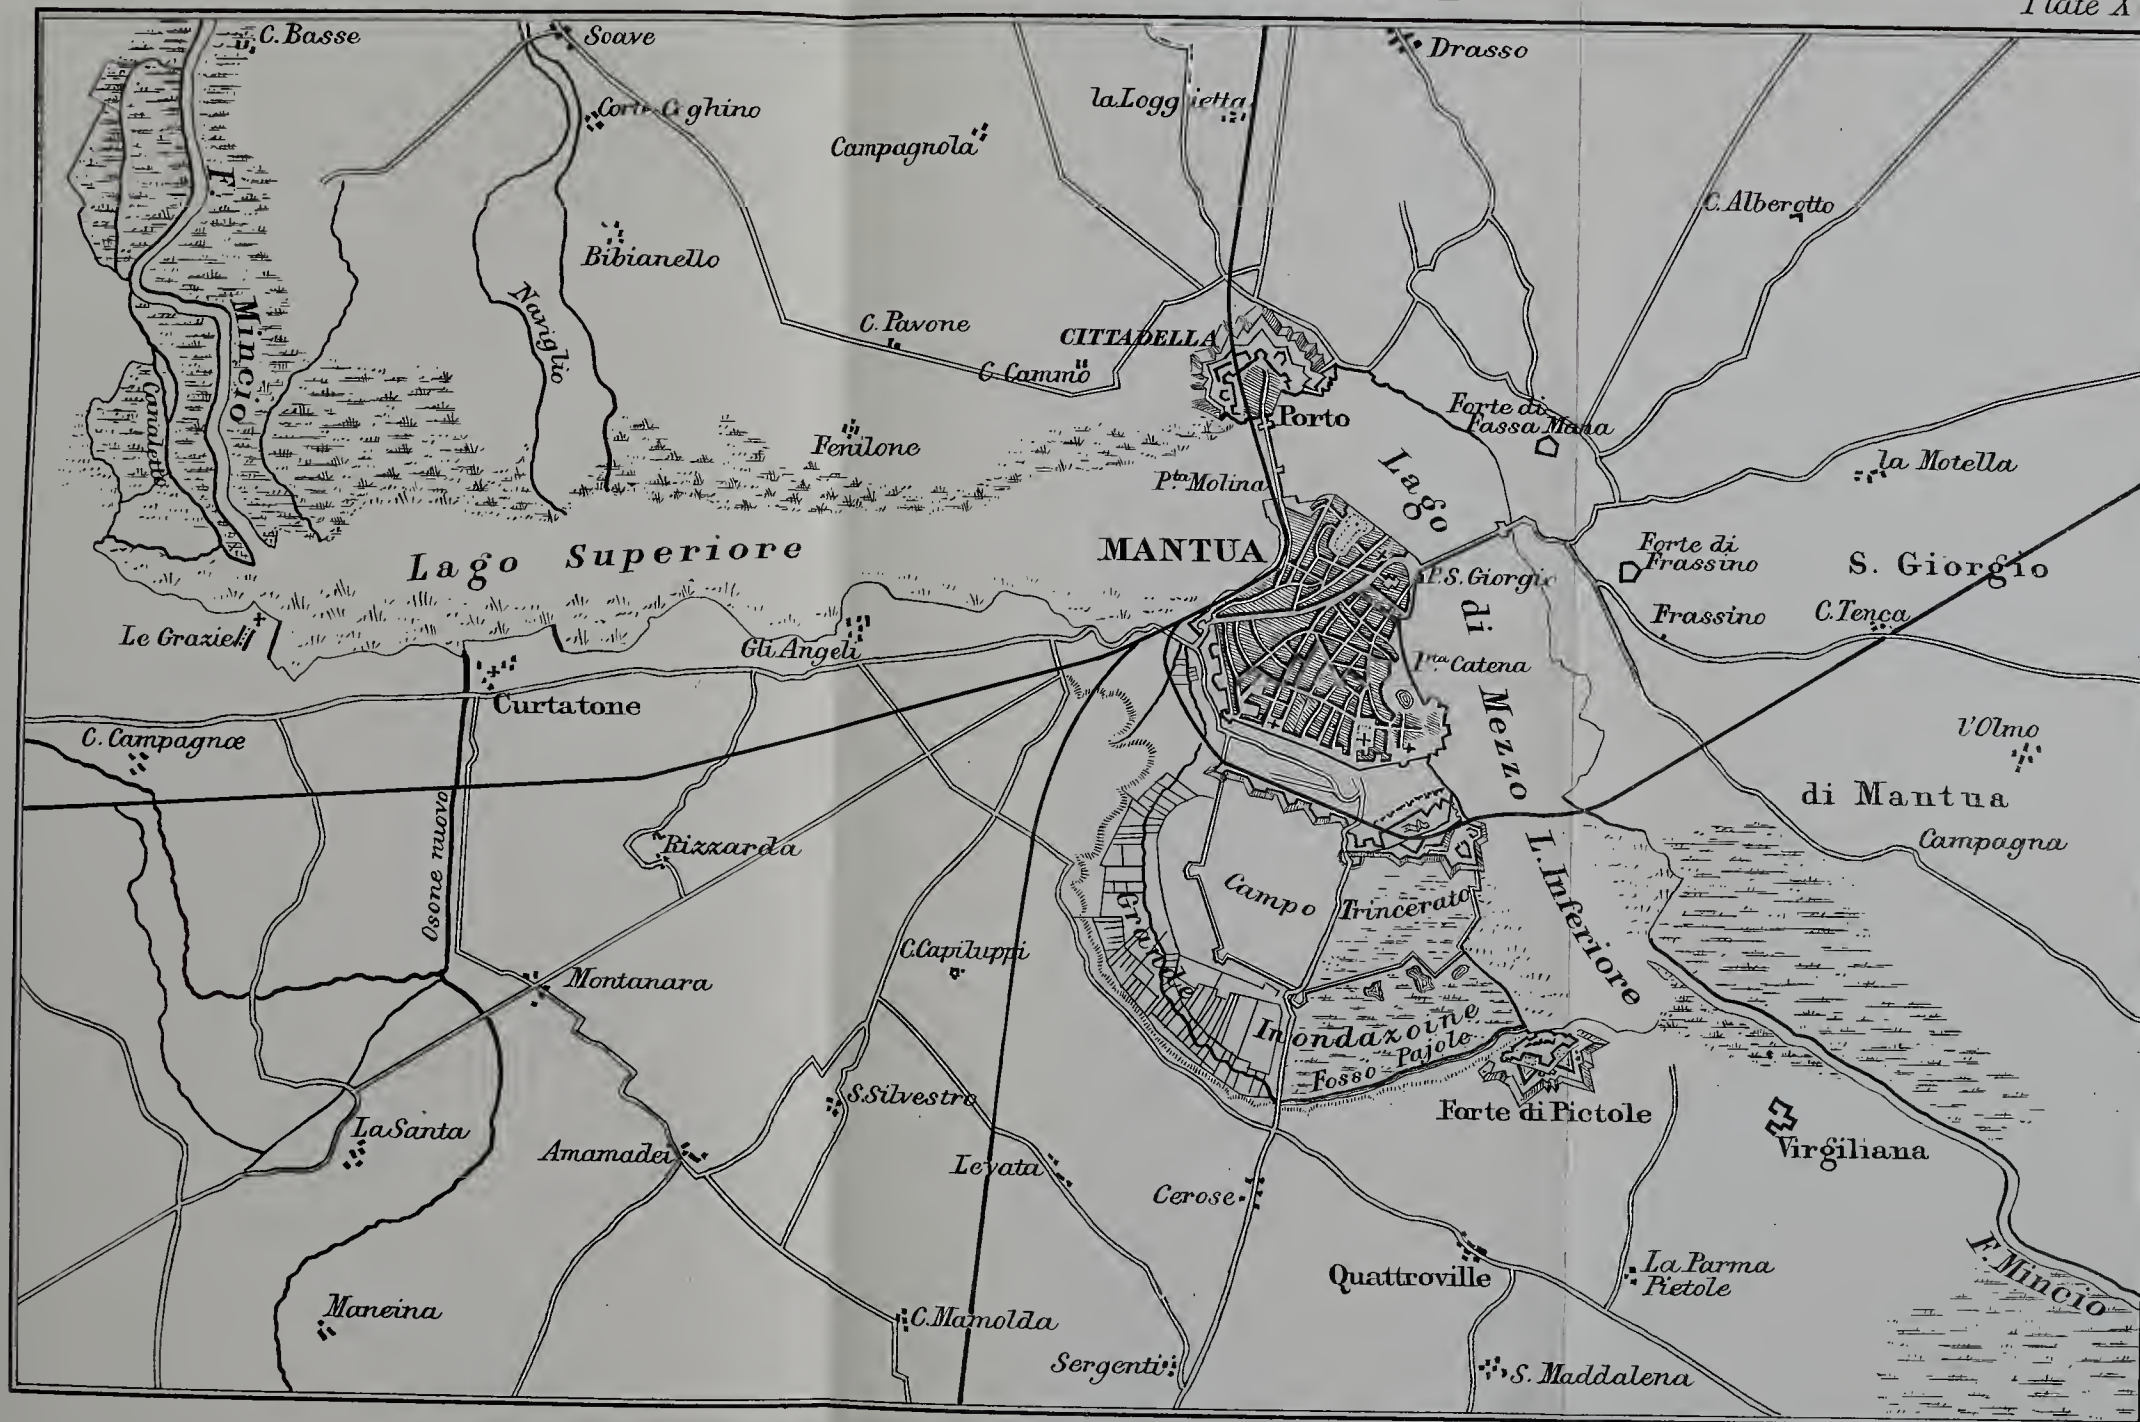 Plate X
C. Basse
Soave
Drasso
Corte ghino
la Logghietta
Campagnola
C. Alberotto
F. Mincio
Bibianello
Naviglio
C. Pavone
CITTADELLA
C. Cammo
Porto
Forte di
Fassa Mana
Fenilone
la Motella
P.ta Molina
Lago di Mezzo
MANTUA
Lago Superiore
Forte di
Frassino
S. Giorgio
P. S. Giorgio
Le Grazie
Gli Angeli
Frassino
C. Tenca
P.ta Catena
Curtatone
C. Campagnœ
l'Olmo
di Mantua
Campagna
Rizzarda
Osone nuovo
L. Inferiore
Campo Trincerato
Grande
C. Capiluppi
Montanara
Inondazoine
Fosso Pajole
S. Silvestro
Forte di Pictole
La Santa
Amamadei
Levata
Virgiliana
Cerose
Quattroville
La Parma
Pietole
F. Mincio
Maneina
C. Mamolda
Sergenti
S. Maddalena